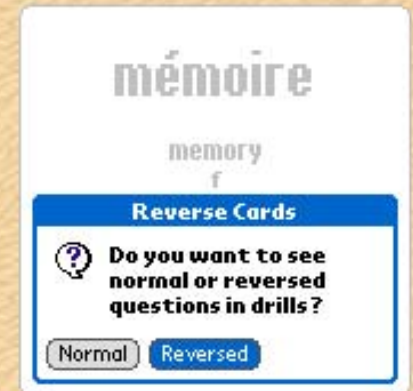 mémoire
memory
f
Reverse Cards
Do you want to see
normal or reversed
questions in drills?
Normal Reversed